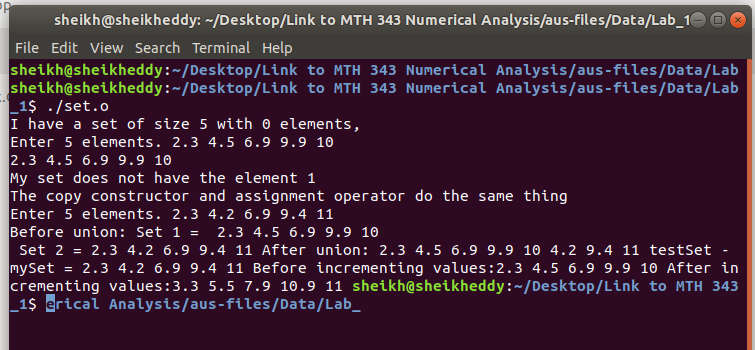 sheikh@sheikheddy: ~/Desktop/Link to MTH 343 Numerical Analysis/aus-files/Data/Lab_1
File Edit View Search Terminal Help
sheikh@sheikheddy:~/Desktop/Link to MTH 343 Numerical Analysis/aus-files/Data/Lab
sheikh@sheikheddy:~/Desktop/Link to MTH 343 Numerical Analysis/aus-files/Data/Lab
_1$ ./set.o
I have a set of size 5 with 0 elements,
Enter 5 elements. 2.3 4.5 6.9 9.9 10
2.3 4.5 6.9 9.9 10
My set does not have the element 1
The copy constructor and assignment operator do the same thing
Enter 5 elements. 2.3 4.2 6.9 9.4 11
Before union: Set 1 =  2.3 4.5 6.9 9.9 10
 Set 2 = 2.3 4.2 6.9 9.4 11 After union: 2.3 4.5 6.9 9.9 10 4.2 9.4 11 testSet -
mySet = 2.3 4.2 6.9 9.4 11 Before incrementing values:2.3 4.5 6.9 9.9 10 After in
crementing values:3.3 5.5 7.9 10.9 11 sheikh@sheikheddy:~/Desktop/Link to MTH 343
_1$ erical Analysis/aus-files/Data/Lab_